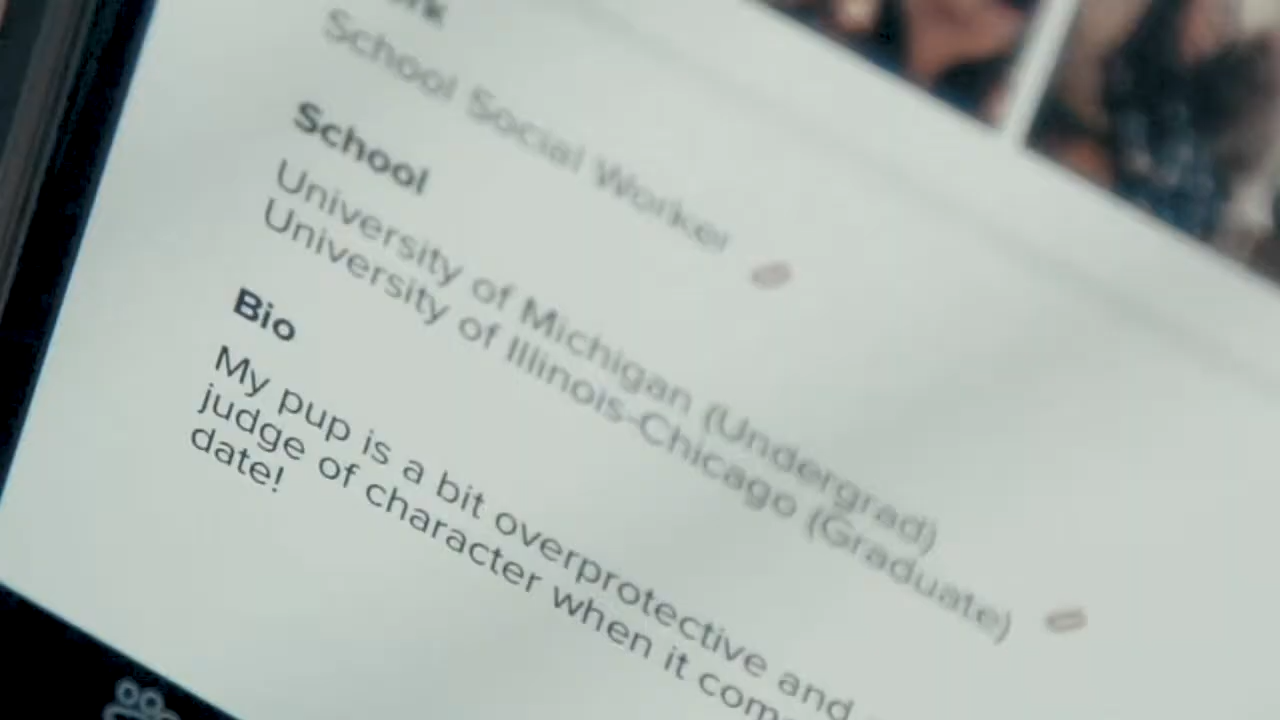 School Social Worker
School
University of Michigan (Undergrad)
University of Illinois-Chicago (Graduate)
Bio
My pup is a bit overprotective and
judge of character when it
date!